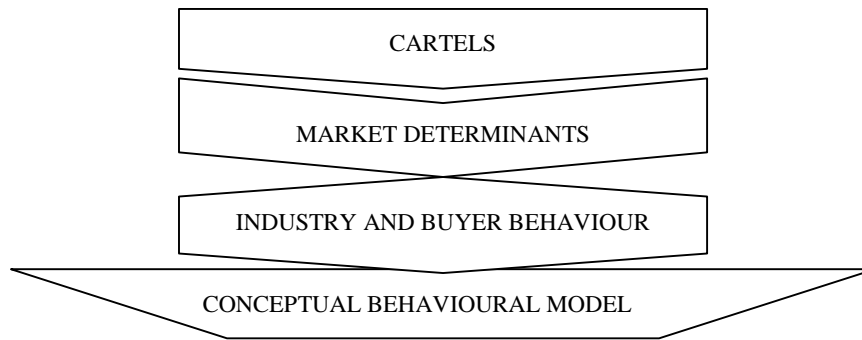 CARTELS
MARKET DETERMINANTS
INDUSTRY AND BUYER BEHAVIOUR
CONCEPTUAL BEHAVIOURAL MODEL